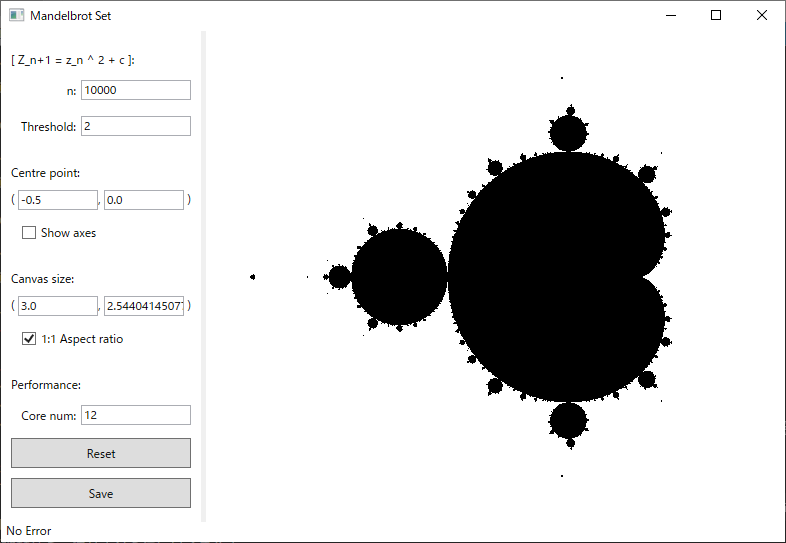 Mandelbrot Set
[ Z_n+1 = z_n ^ 2 + c ]:
n: 10000
Threshold: 2
Centre point:
( -0.5 , 0.0 )
Show axes
Canvas size:
( 3.0 , 2.5440414507 )
1:1 Aspect ratio
Performance:
Core num: 12
Reset
Save
No Error